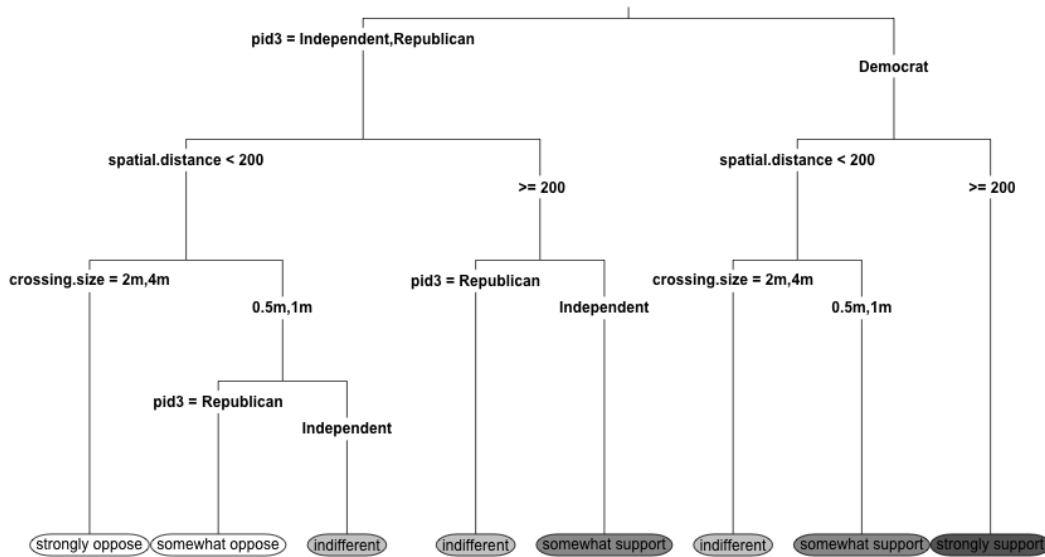 pid3 = Independent,Republican
Democrat
spatial.distance < 200
spatial.distance < 200
>= 200
>= 200
crossing.size = 2m,4m
pid3 = Republican
crossing.size = 2m,4m
0.5m,1m
Independent
0.5m,1m
pid3 = Republican
Independent
strongly oppose
somewhat oppose
indifferent
indifferent
somewhat support
indifferent
somewhat support
strongly support